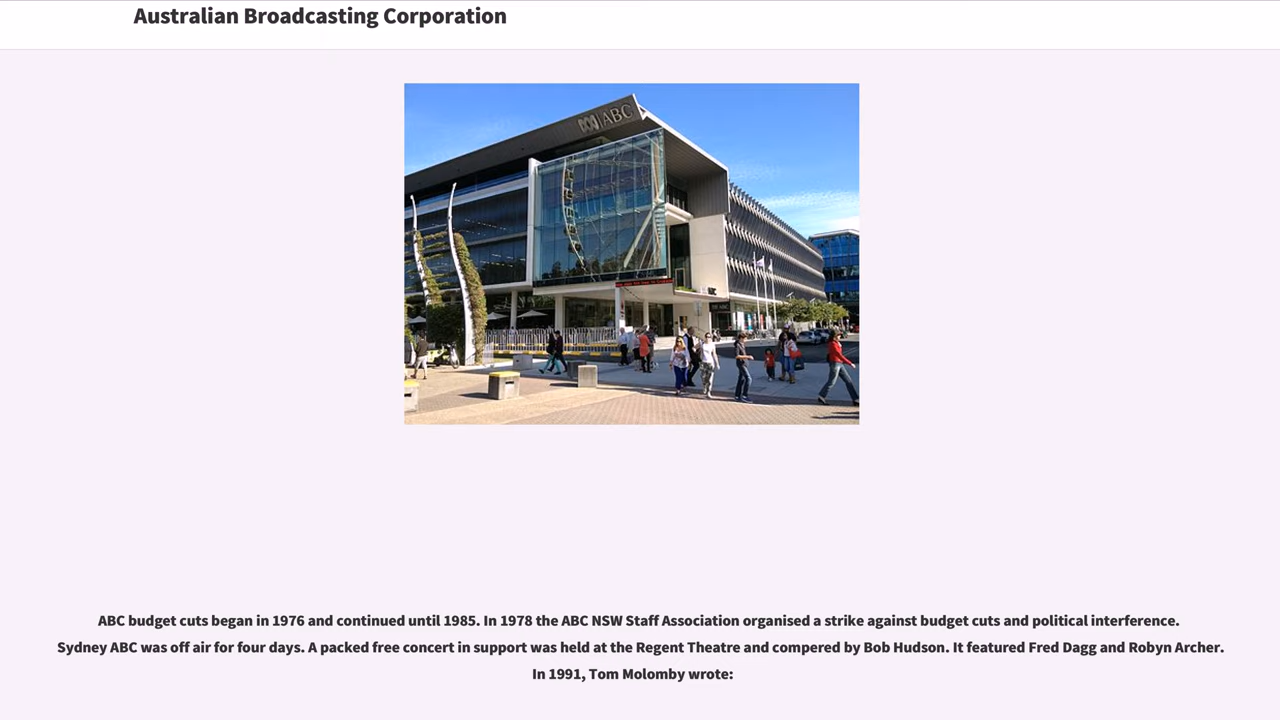 Australian Broadcasting Corporation
ABC
ABC budget cuts began in 1976 and continued until 1985. In 1978 the ABC NSW Staff Association organised a strike against budget cuts and political interference.
Sydney ABC was off air for four days. A packed free concert in support was held at the Regent Theatre and compered by Bob Hudson. It featured Fred Dagg and Robyn Archer.
In 1991, Tom Molomby wrote: